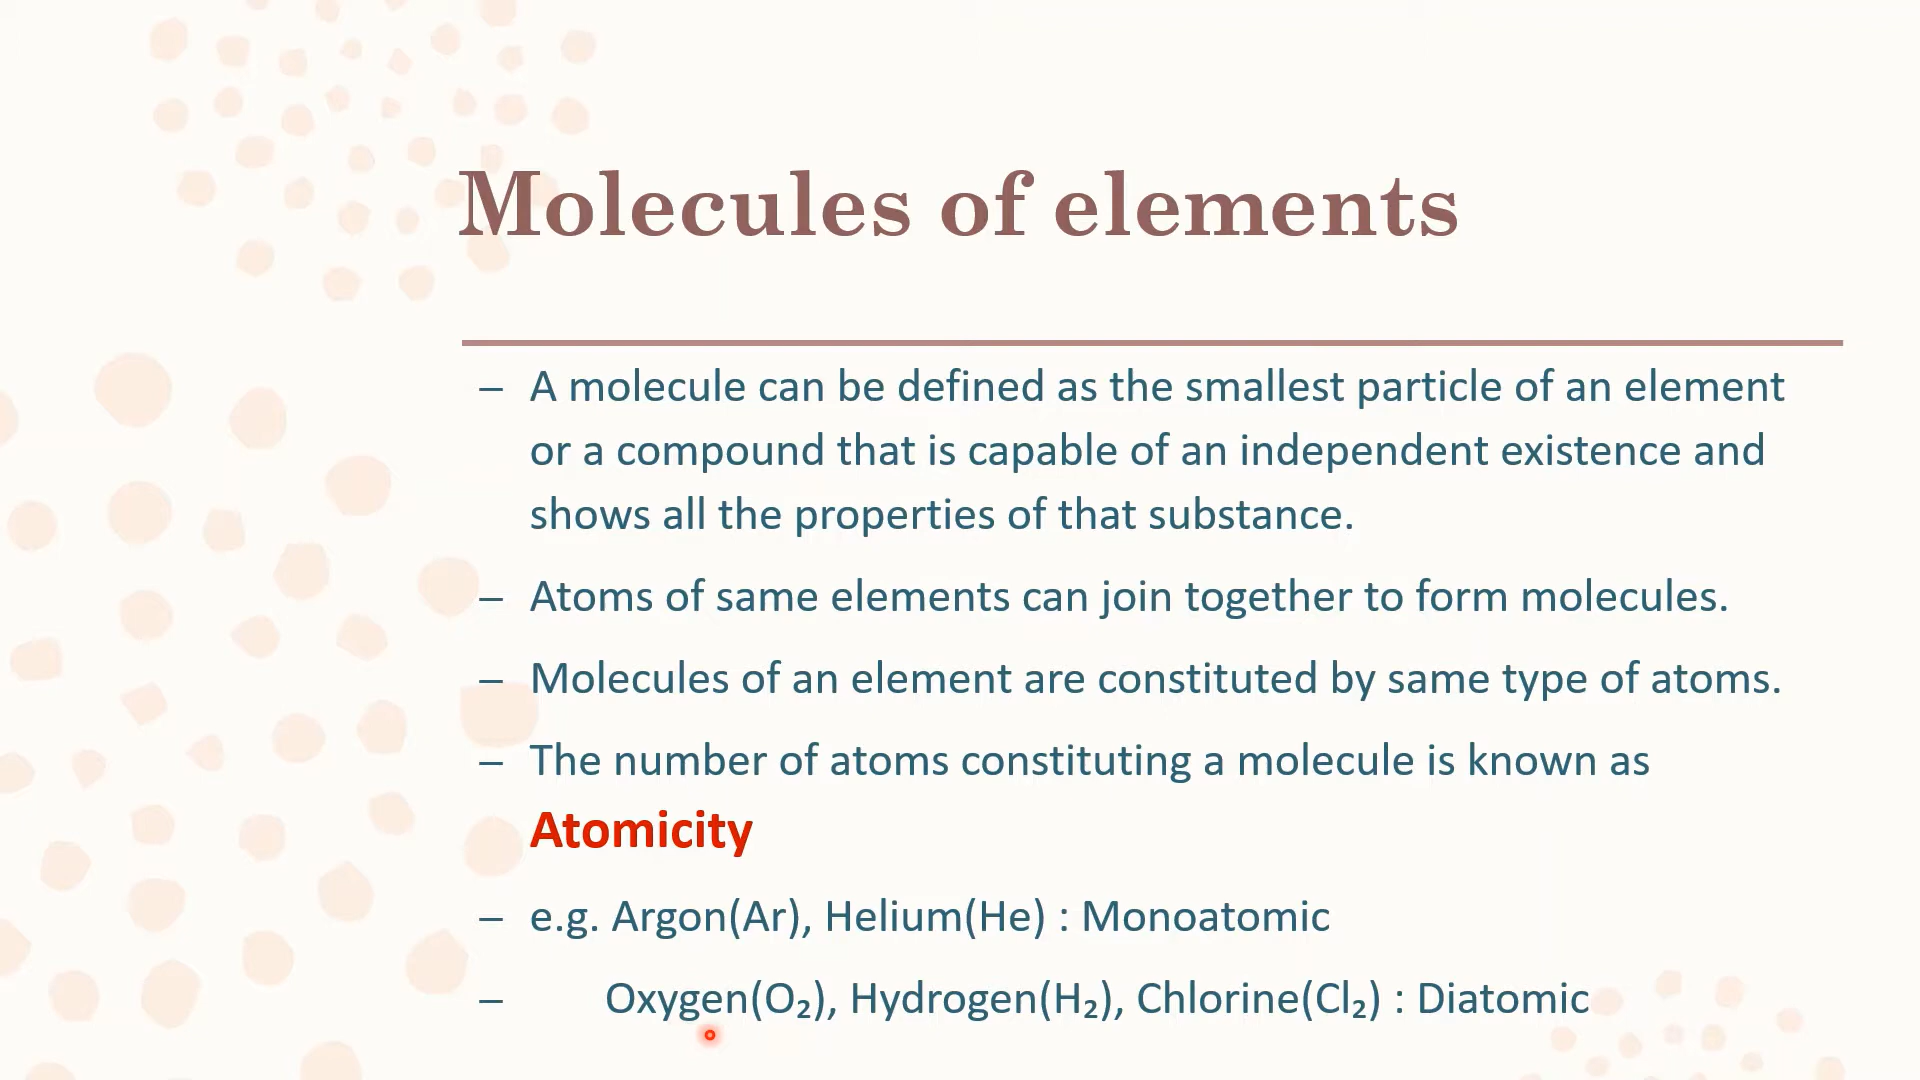 Molecules of elements
– A molecule can be defined as the smallest particle of an element
or a compound that is capable of an independent existence and
shows all the properties of that substance.
– Atoms of same elements can join together to form molecules.
– Molecules of an element are constituted by same type of atoms.
– The number of atoms constituting a molecule is known as
Atomicity
– e.g. Argon(Ar), Helium(He) : Monoatomic
– Oxygen(O₂), Hydrogen(H₂), Chlorine(Cl₂) : Diatomic